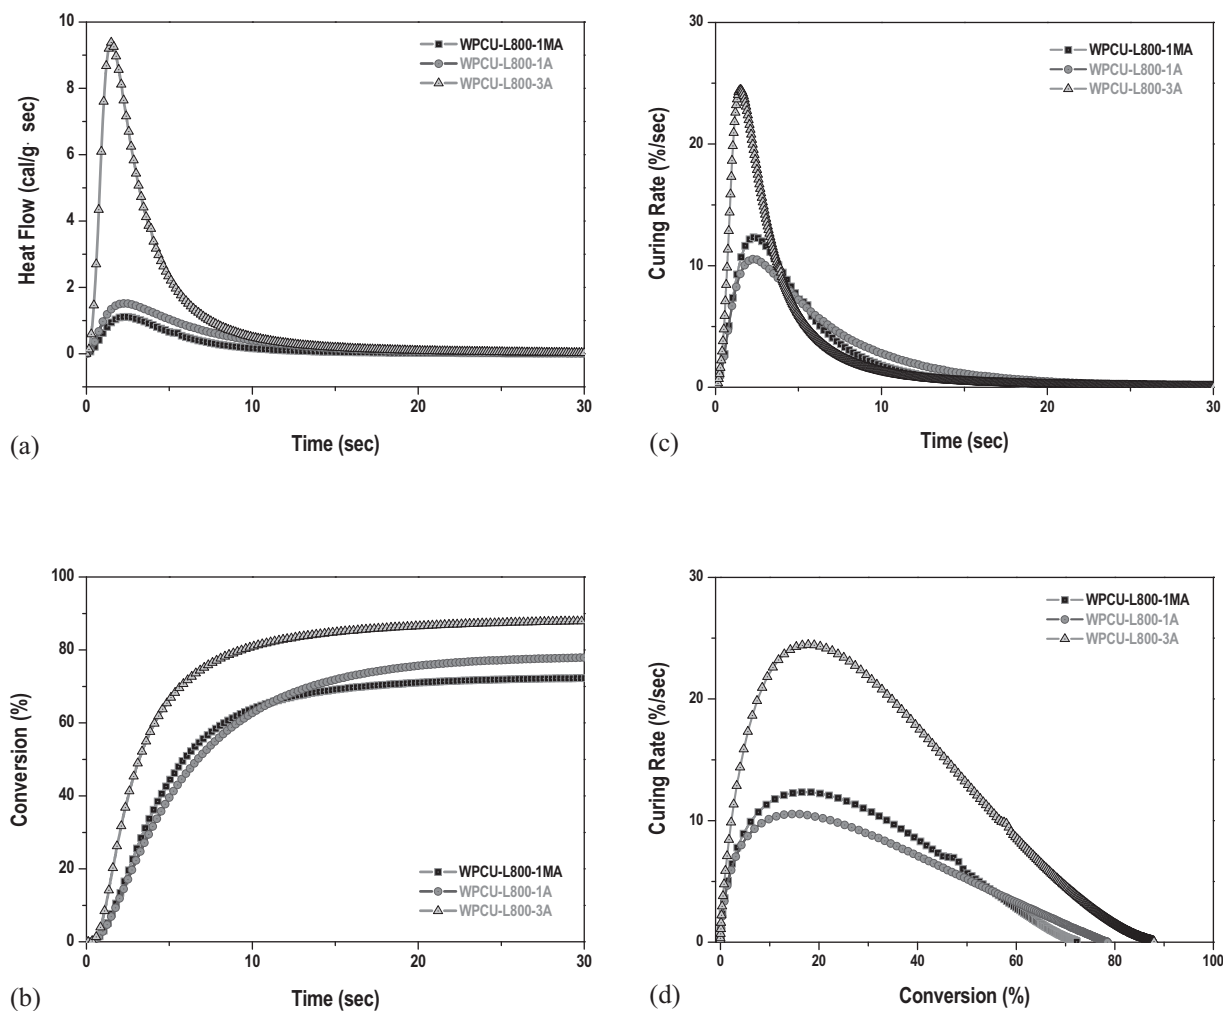 10
8
6
4
2
0
Heat Flow (cal/g· sec)
WPCU-L800-1MA
WPCU-L800-1A
WPCU-L800-3A
0 10 20 30
Time (sec)
(a)
30
20
10
0
Curing Rate (%/sec)
WPCU-L800-1MA
WPCU-L800-1A
WPCU-L800-3A
0 10 20 30
Time (sec)
(c)
100
80
60
40
20
0
Conversion (%)
WPCU-L800-1MA
WPCU-L800-1A
WPCU-L800-3A
0 10 20 30
Time (sec)
(b)
30
20
10
0
Curing Rate (%/sec)
WPCU-L800-1MA
WPCU-L800-1A
WPCU-L800-3A
0 20 40 60 80 100
Conversion (%)
(d)